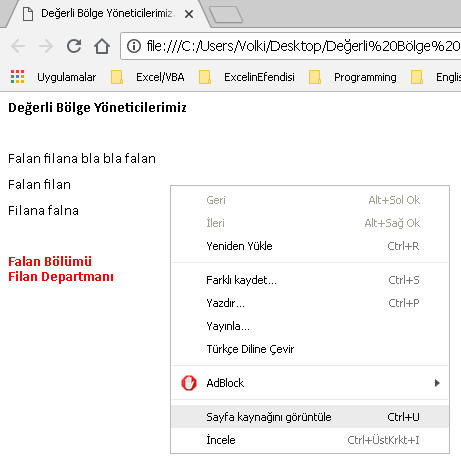 Değerli Bölge Yöneticilerimiz.
file:///C:/Users/Volki/Desktop/Değerli%20Bölge%20
Uygulamalar Excel/VBA ExcelinEfendisi Programming Englis
Değerli Bölge Yöneticilerimiz
Falan filana bla bla falan
Falan filan
Filana falna
Falan Bölümü
Filan Departmanı
Geri Alt+Sol Ok
İleri Alt+Sağ Ok
Yeniden Yükle Ctrl+R
Farklı kaydet... Ctrl+S
Yazdır... Ctrl+P
Yayınla...
Türkçe Diline Çevir
AdBlock
Sayfa kaynağını görüntüle Ctrl+U
İncele Ctrl+ÜstKrkt+I